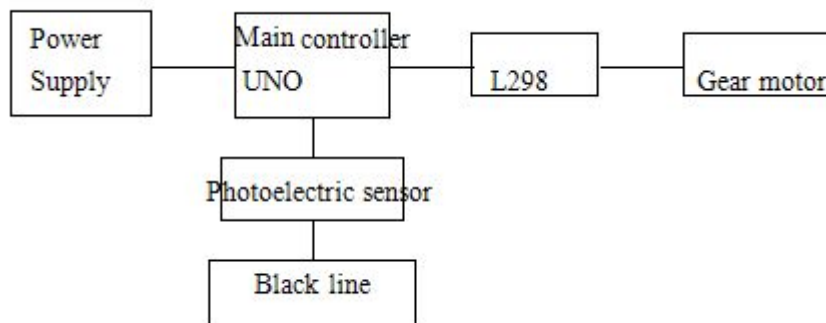 Power
Supply
Main controller
UNO
L298
Gear motor
Photoelectric sensor
Black line